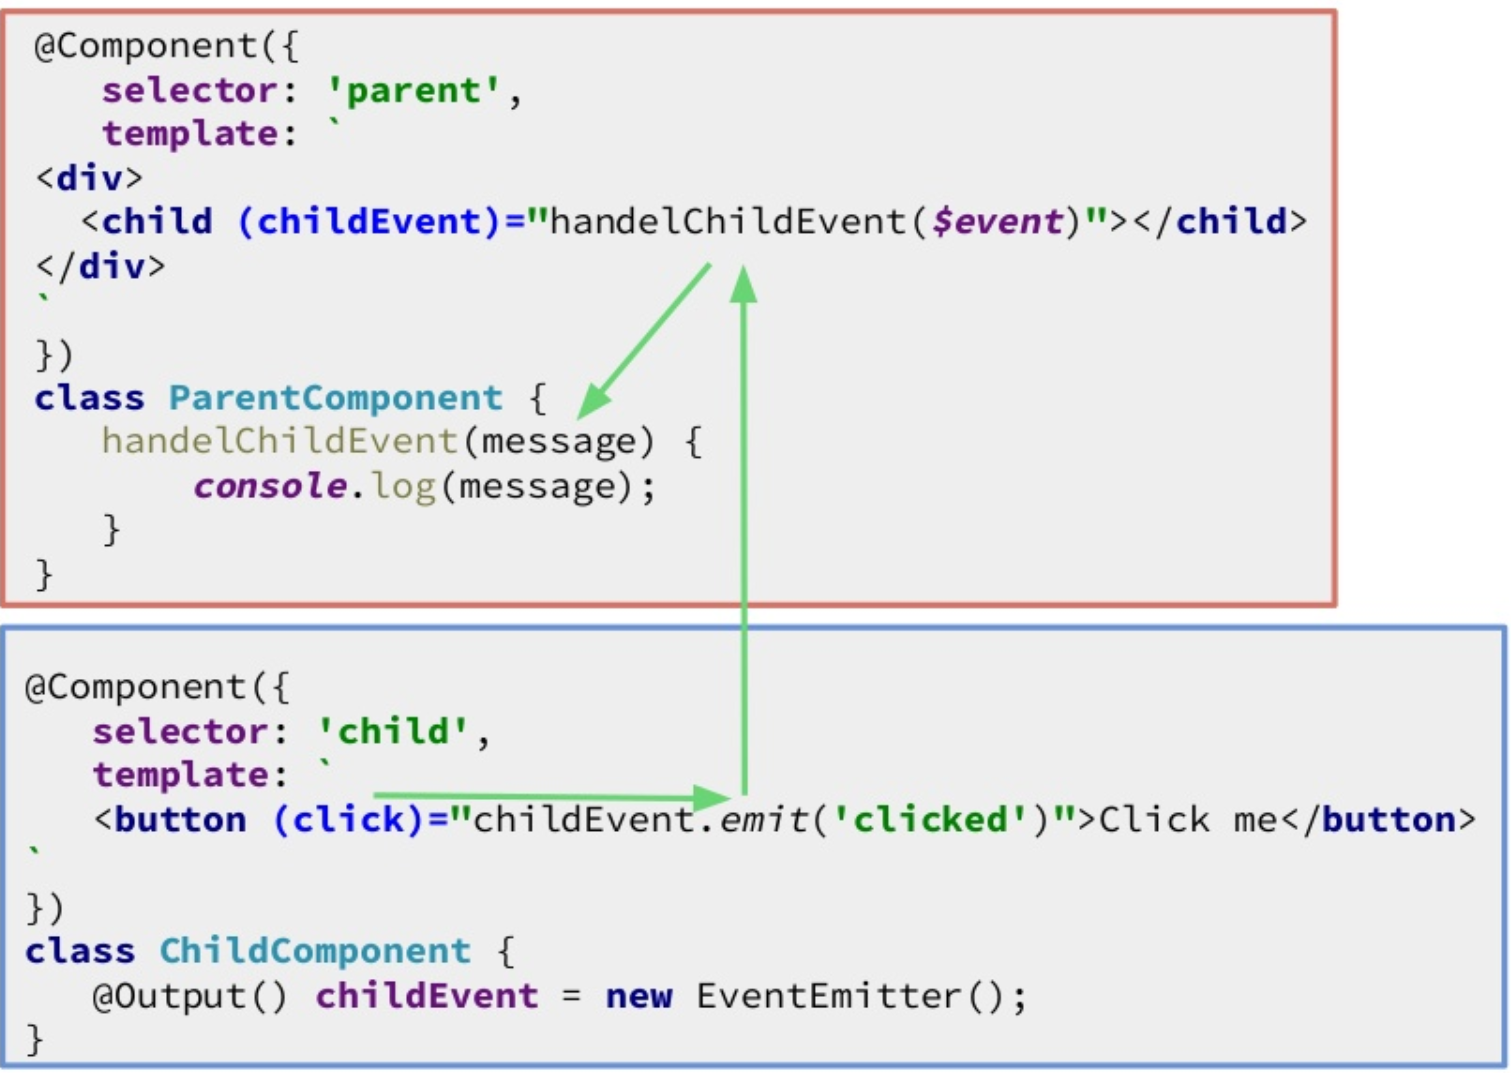 @Component({
selector: 'parent',
template: `
<div>
<child (childEvent)="handelChildEvent($event)"></child>
</div>
`
})
class ParentComponent {
handelChildEvent(message) {
console.log(message);
}
}
@Component({
selector: 'child',
template: `
<button (click)="childEvent.emit('clicked')">Click me</button>
`
})
class ChildComponent {
@Output() childEvent = new EventEmitter();
}